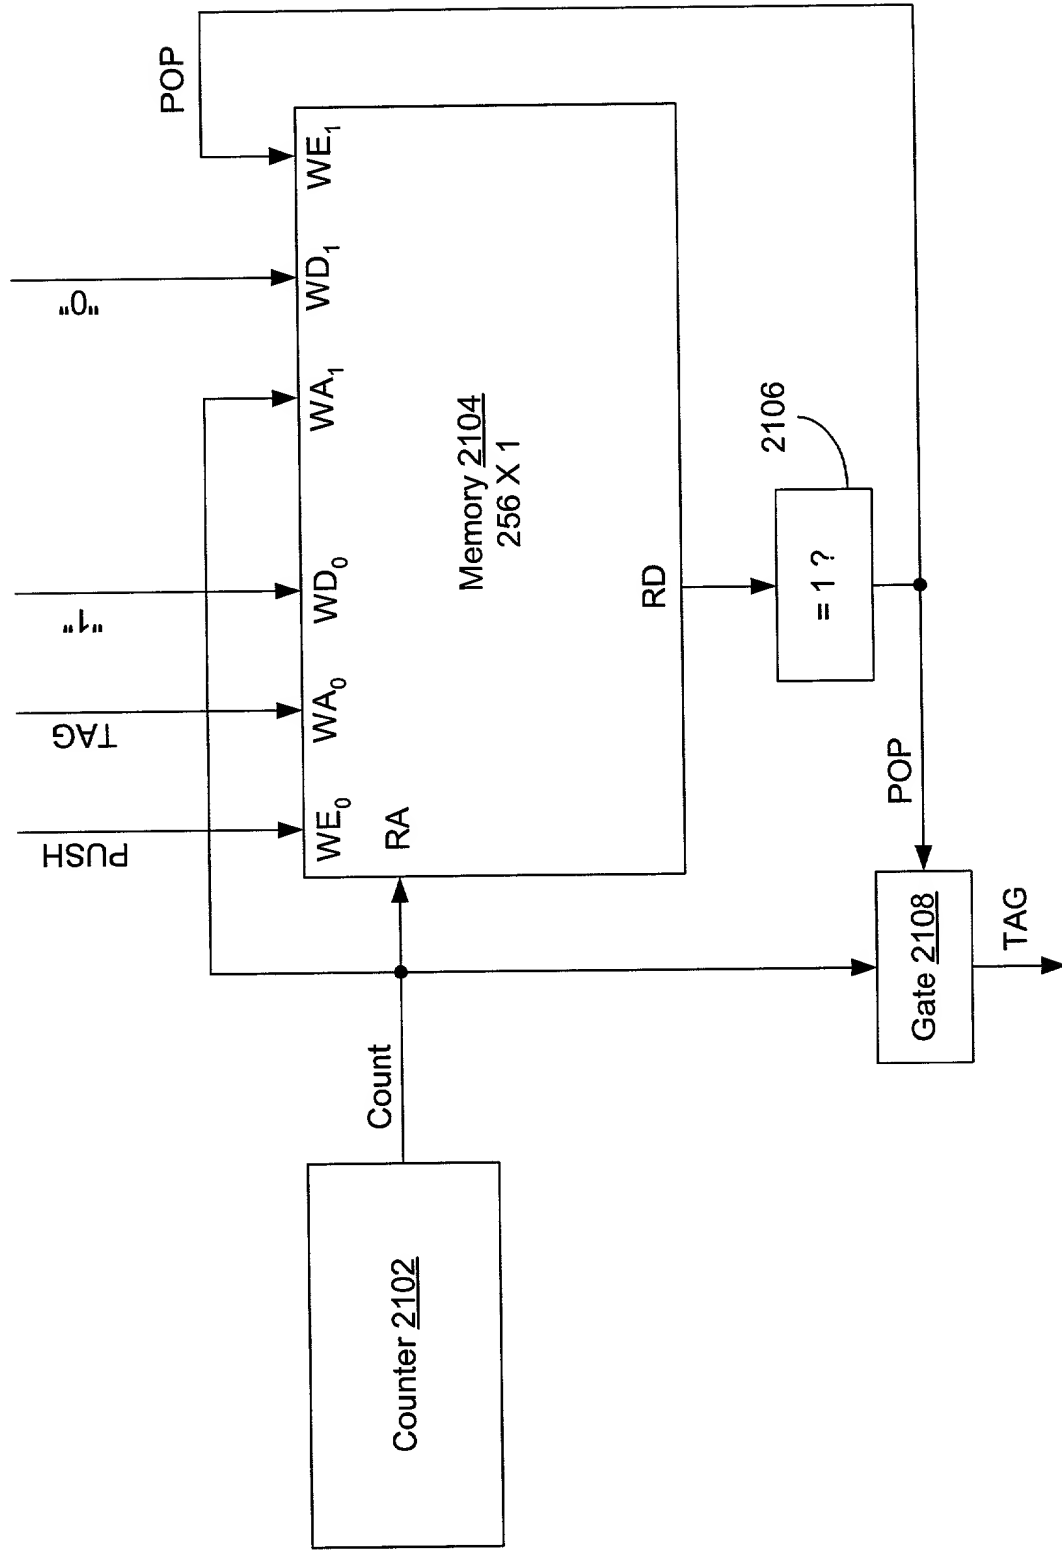 POP
"0"
"1"
TAG
PUSH
WE1
WD1
WA1
WD0
WA0
WE0
RA
Memory 2104
256 X 1
RD
2106
= 1 ?
POP
Count
Counter 2102
Gate 2108
TAG